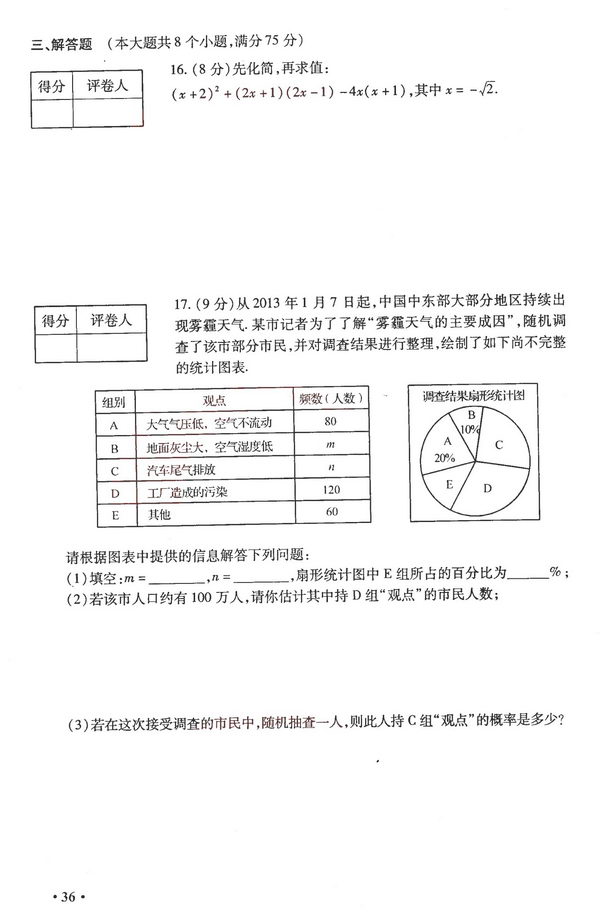 三、解答题 (本大题共8个小题,满分75分)
得分 评卷人
16.(8分)先化简,再求值:
(x+2)²+(2x+1)(2x-1)-4x(x+1),其中x=-√2.
得分 评卷人
17.(9分)从2013年1月7日起,中国中东部大部分地区持续出
现雾霾天气.某市记者为了了解“雾霾天气的主要成因”,随机调
查了该市部分市民,并对调查结果进行整理,绘制了如下尚不完整
的统计图表.
组别 观点 频数(人数)
A 大气气压低，空气不流动 80
B 地面灰尘大，空气湿度低 m
C 汽车尾气排放 n
D 工厂造成的污染 120
E 其他 60
调查结果扇形统计图
B
10%
C
A
20%
E
D
请根据图表中提供的信息解答下列问题:
(1)填空:m=________,n=________,扇形统计图中E组所占的百分比为______%;
(2)若该市人口约有100万人,请你估计其中持D组“观点”的市民人数;
(3)若在这次接受调查的市民中,随机抽查一人,则此人持C组“观点”的概率是多少?
·36·